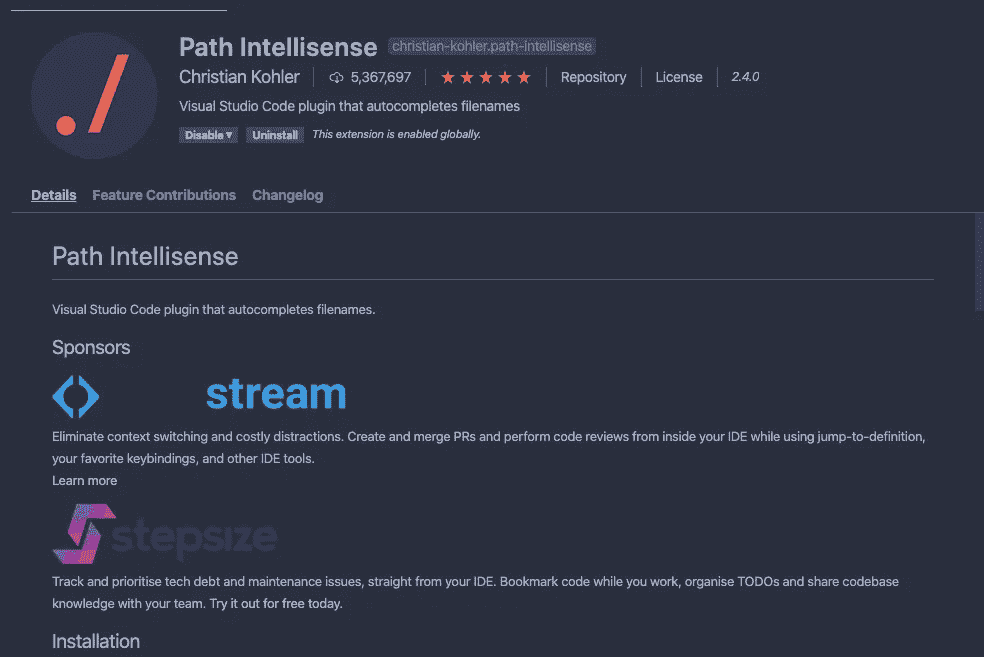 Path Intellisense christian-kohler.path-intellisense
Christian Kohler 5,367,697 Repository License 2.4.0
Visual Studio Code plugin that autocompletes filenames
Disable Uninstall This extension is enabled globally.
Details Feature Contributions Changelog
Path Intellisense
Visual Studio Code plugin that autocompletes filenames.
Sponsors
stream
Eliminate context switching and costly distractions. Create and merge PRs and perform code reviews from inside your IDE while using jump-to-definition,
your favorite keybindings, and other IDE tools.
Learn more
stepsize
Track and prioritise tech debt and maintenance issues, straight from your IDE. Bookmark code while you work, organise TODOs and share codebase
knowledge with your team. Try it out for free today.
Installation